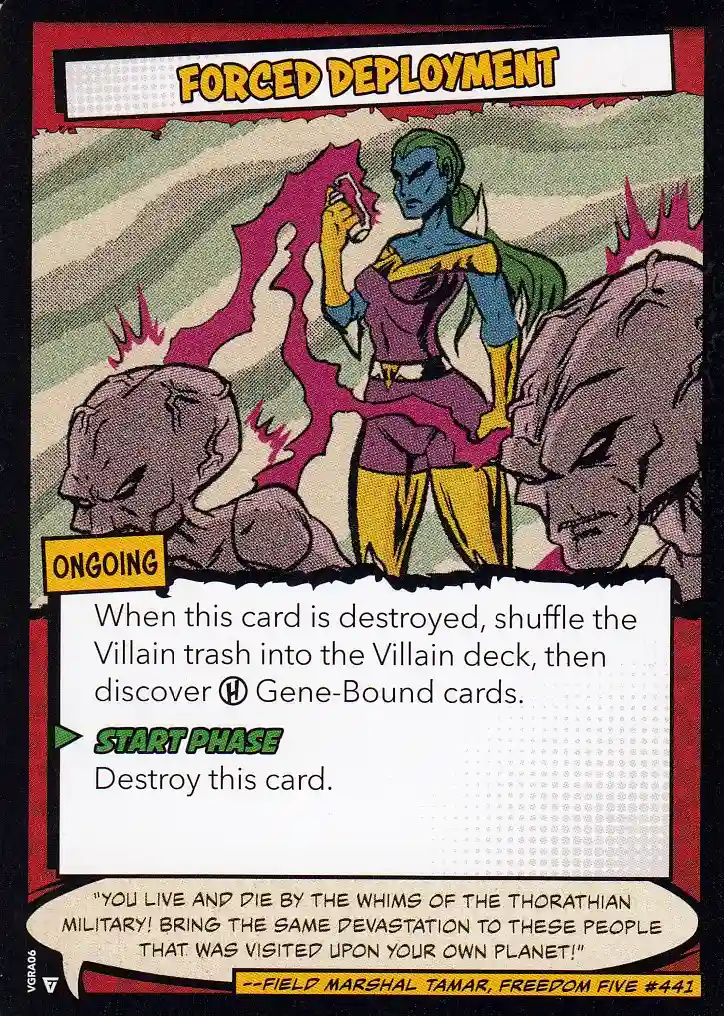 FORCED DEPLOYMENT
ONGOING
When this card is destroyed, shuffle the
Villain trash into the Villain deck, then
discover Ⓗ Gene-Bound cards.
START PHASE
Destroy this card.
"YOU LIVE AND DIE BY THE WHIMS OF THE THORATHIAN
MILITARY! BRING THE SAME DEVASTATION TO THESE PEOPLE
THAT WAS VISITED UPON YOUR OWN PLANET!"
--FIELD MARSHAL TAMAR, FREEDOM FIVE #441
VGRA06